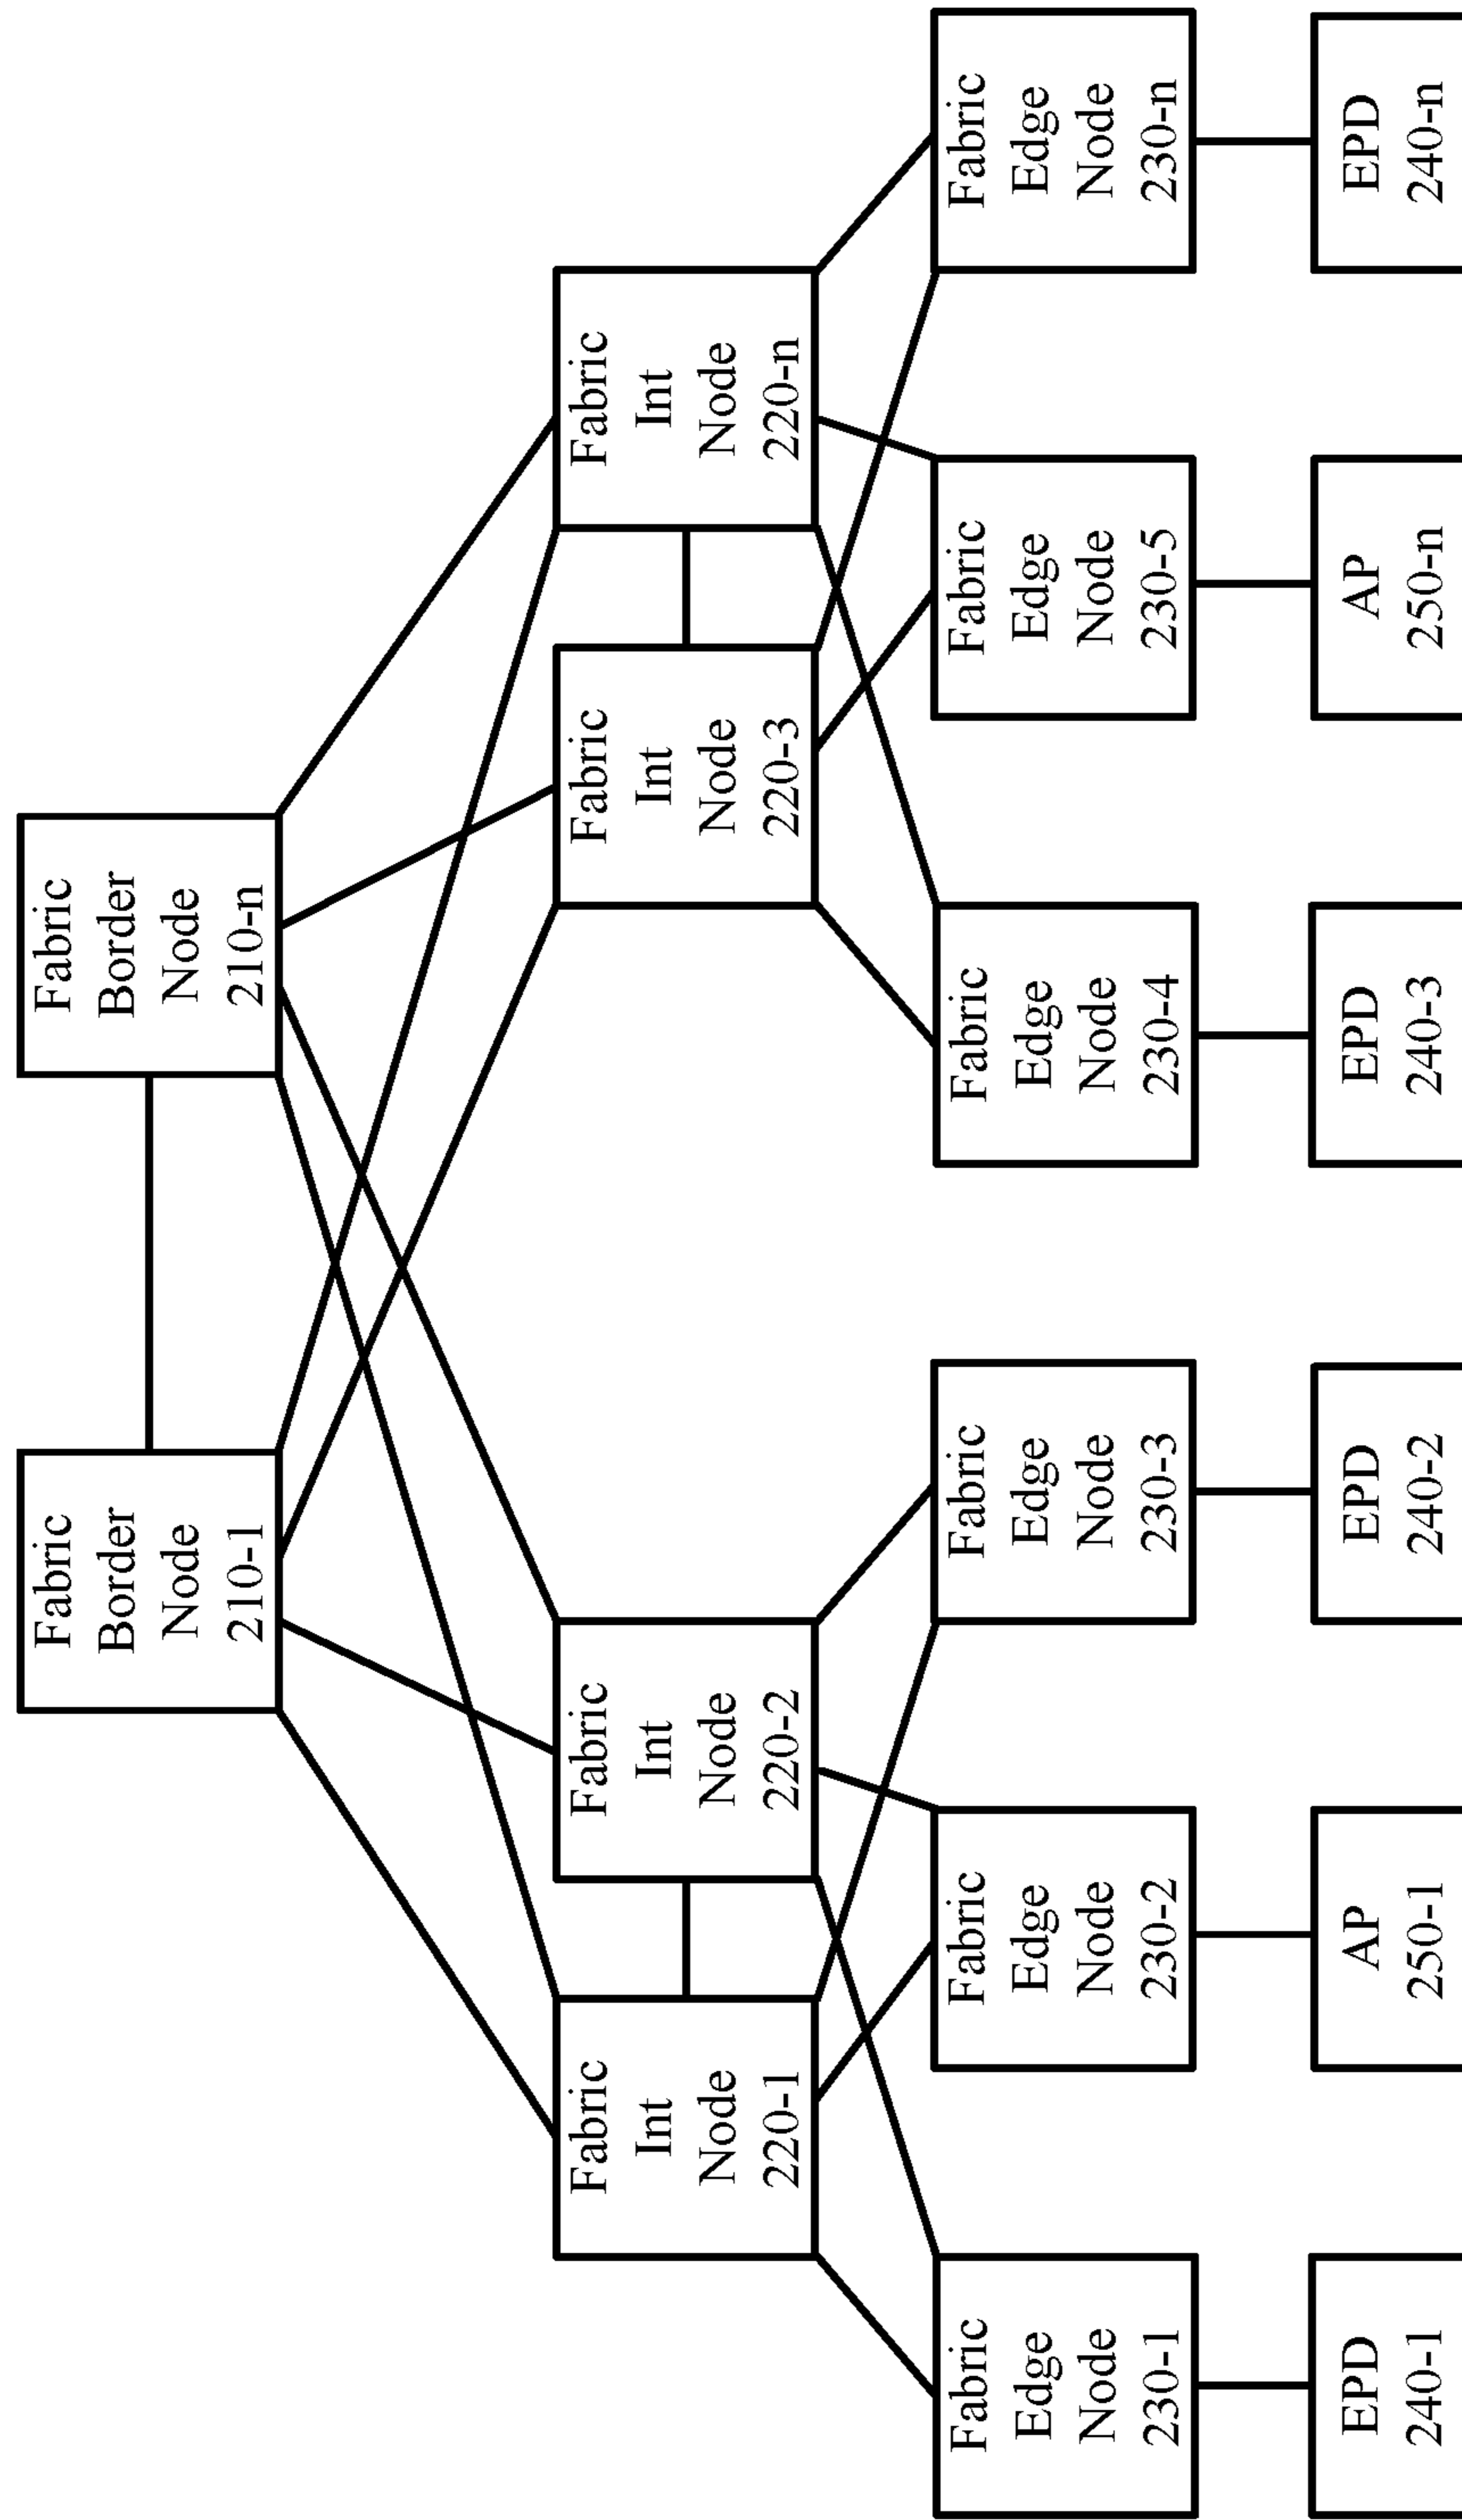 Fabric
Border
Node
210-1
Fabric
Border
Node
210-n
Fabric
Int
Node
220-1
Fabric
Int
Node
220-2
Fabric
Int
Node
220-3
Fabric
Int
Node
220-n
Fabric
Edge
Node
230-1
Fabric
Edge
Node
230-2
Fabric
Edge
Node
230-3
Fabric
Edge
Node
230-4
Fabric
Edge
Node
230-5
Fabric
Edge
Node
230-n
EPD
240-1
AP
250-1
EPD
240-2
EPD
240-3
AP
250-n
EPD
240-n